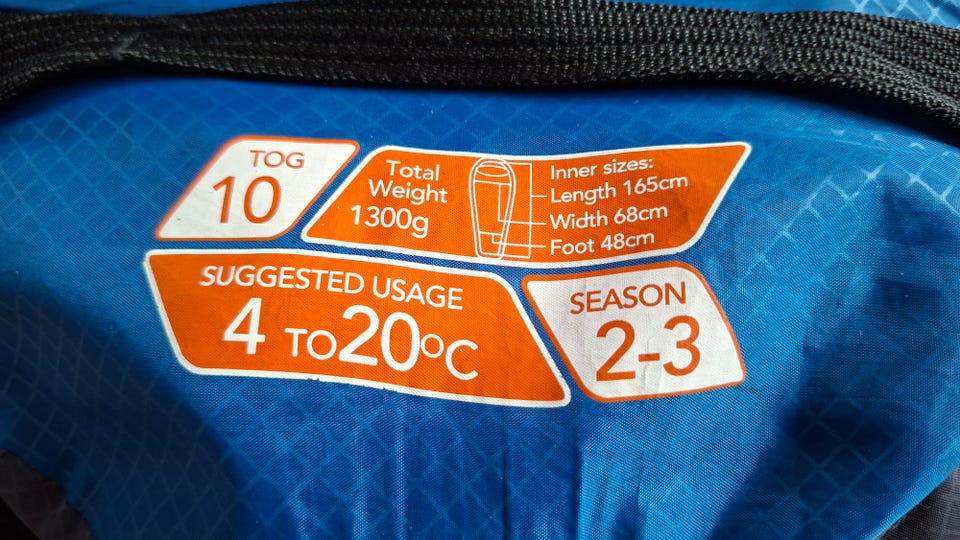 TOG
10
Total
Weight
1300g
Inner sizes:
Length 165cm
Width 68cm
Foot 48cm
SUGGESTED USAGE
4 TO 20°C
SEASON
2-3